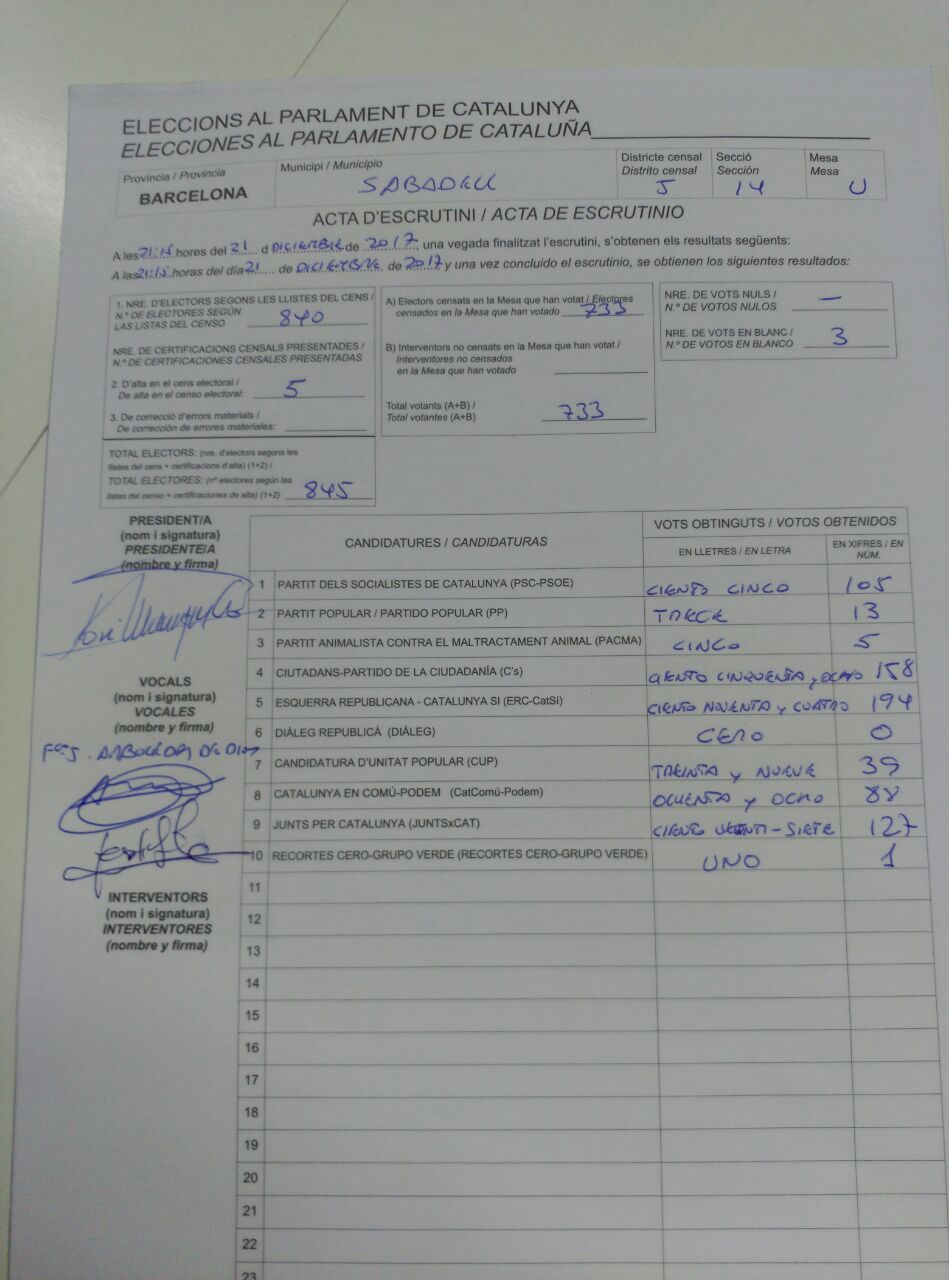 ELECCIONS AL PARLAMENT DE CATALUNYA
ELECCIONES AL PARLAMENTO DE CATALUÑA
Provincia / Provincia
BARCELONA
Municipi / Municipio
SABADELL
Districte censal
Distrito censal
5
Secció
Sección
14
Mesa
Mesa
U
ACTA D'ESCRUTINI / ACTA DE ESCRUTINIO
A les 21:15 hores del 21 d DICIEMBRE de 2017, una vegada finalitzat l'escrutini, s'obtenen els resultats següents:
A las 21:15 horas del día 21 de DICIEMBRE de 2017 y una vez concluido el escrutinio, se obtienen los siguientes resultados:
1. NRE. D'ELECTORS SEGONS LES LLISTES DEL CENS /
N.º DE ELECTORES SEGÚN
LAS LISTAS DEL CENSO 840
NRE. DE CERTIFICACIONS CENSALS PRESENTADES /
N.º DE CERTIFICACIONES CENSALES PRESENTADAS
2. D'alta en el cens electoral /
De alta en el censo electoral: 5
3. De correcció d'errors materials /
De corrección de errores materiales:
TOTAL ELECTORS: (nre. d'electors segons les
llistes del cens + certificacions d'alta) (1+2) /
TOTAL ELECTORES: (nº electores según las
listas del censo + certificaciones de alta) (1+2) 845
A) Electors censats en la Mesa que han votat / Electores
censados en la Mesa que han votado 733
B) Interventors no censats en la Mesa que han votat /
Interventores no censados
en la Mesa que han votado
Total votants (A+B) /
Total votantes (A+B) 733
NRE. DE VOTS NULS /
N.º DE VOTOS NULOS —
NRE. DE VOTS EN BLANC /
N.º DE VOTOS EN BLANCO 3
PRESIDENT/A
(nom i signatura)
PRESIDENTE/A
(nombre y firma)
VOCALS
(nom i signatura)
VOCALES
(nombre y firma)
INTERVENTORS
(nom i signatura)
INTERVENTORES
(nombre y firma)
CANDIDATURES / CANDIDATURAS
VOTS OBTINGUTS / VOTOS OBTENIDOS
EN LLETRES / EN LETRA
EN XIFRES / EN NÚM.
1 PARTIT DELS SOCIALISTES DE CATALUNYA (PSC-PSOE) CIENTO CINCO 105
2 PARTIT POPULAR / PARTIDO POPULAR (PP) TRECE 13
3 PARTIT ANIMALISTA CONTRA EL MALTRACTAMENT ANIMAL (PACMA) CINCO 5
4 CIUTADANS-PARTIDO DE LA CIUDADANÍA (C's) CIENTO CINQUENTA y OCHO 158
5 ESQUERRA REPUBLICANA - CATALUNYA SI (ERC-CatSí) CIENTO NOVENTA y CUATRO 194
6 DIÀLEG REPUBLICÀ (DIÀLEG) CERO 0
7 CANDIDATURA D'UNITAT POPULAR (CUP) TREINTA y NUEVE 39
8 CATALUNYA EN COMÚ-PODEM (CatComú-Podem) OCHENTA y OCHO 88
9 JUNTS PER CATALUNYA (JUNTSxCAT) CIENTO VEINTI-SIETE 127
10 RECORTES CERO-GRUPO VERDE (RECORTES CERO-GRUPO VERDE) UNO 1
11
12
13
14
15
16
17
18
19
20
21
22
23